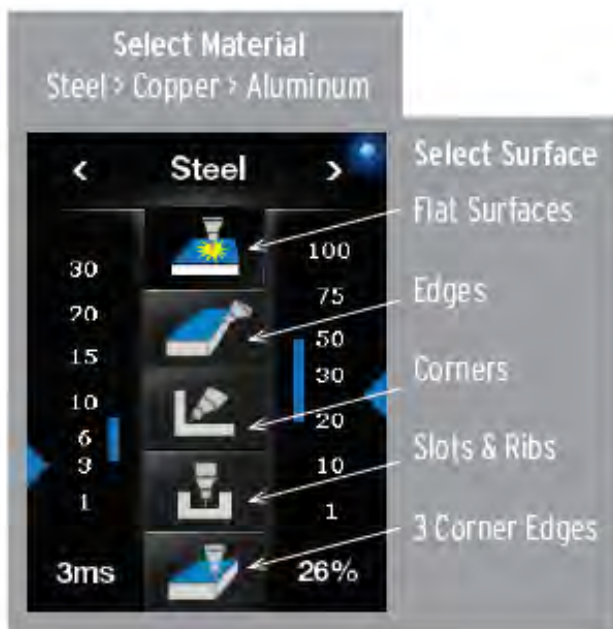 Select Material
Steel > Copper > Aluminum
< Steel >
Select Surface
Flat Surfaces
Edges
Corners
Slots & Ribs
3 Corner Edges
30
20
15
10
6
3
1
3ms
100
75
50
30
20
10
1
26%